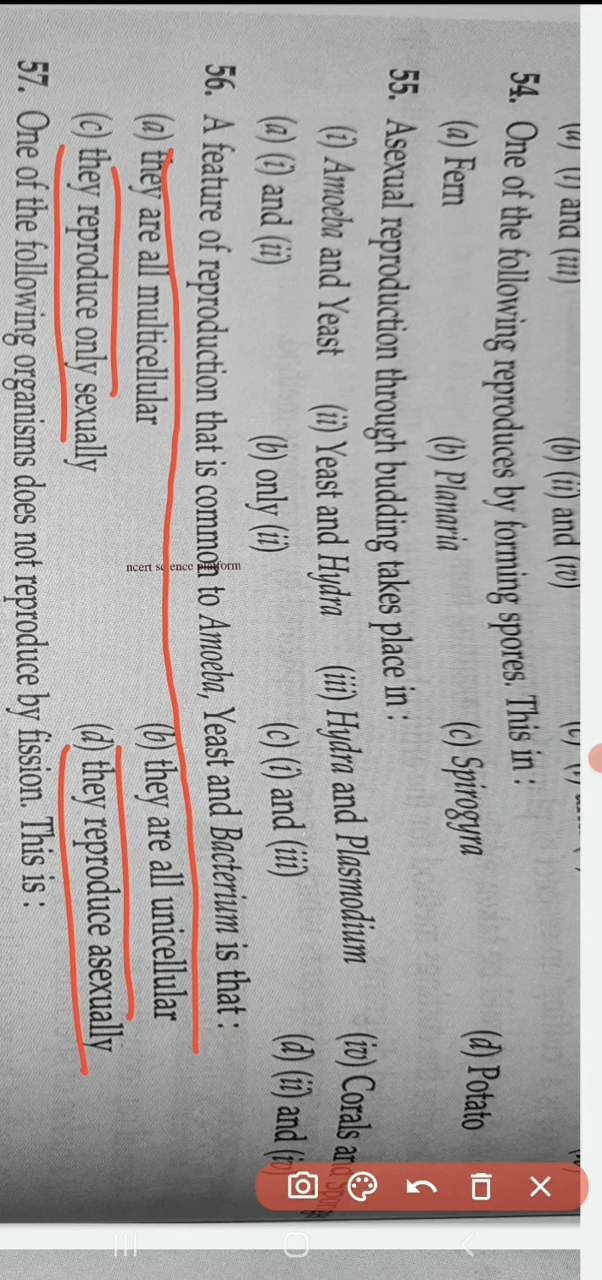 (a) (i) and (iii) (b) (ii) and (iv)
54. One of the following reproduces by forming spores. This in :
(a) Fern (b) Planaria (c) Spirogyra (d) Potato
55. Asexual reproduction through budding takes place in :
(i) Amoeba and Yeast (ii) Yeast and Hydra (iii) Hydra and Plasmodium (iv) Corals and
(a) (i) and (ii) (b) only (ii) (c) (i) and (iii) (d) (ii) and
56. A feature of reproduction that is common to Amoeba, Yeast and Bacterium is that :
(a) they are all multicellular (b) they are all unicellular
(c) they reproduce only sexually (d) they reproduce asexually
57. One of the following organisms does not reproduce by fission. This is :
ncert science platform